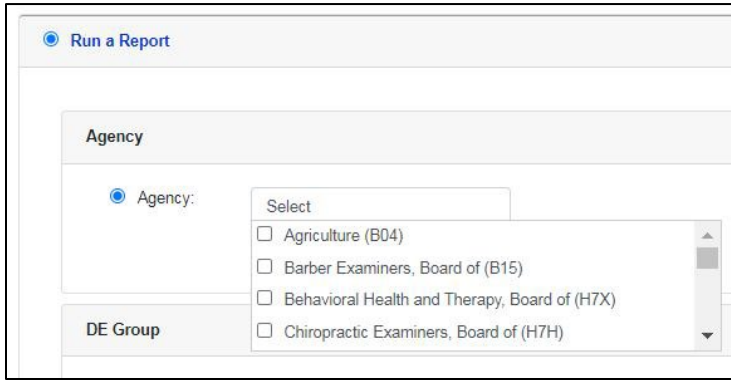 Run a Report
Agency
Agency:
Select
Agriculture (B04)
Barber Examiners, Board of (B15)
Behavioral Health and Therapy, Board of (H7X)
Chiropractic Examiners, Board of (H7H)
DE Group